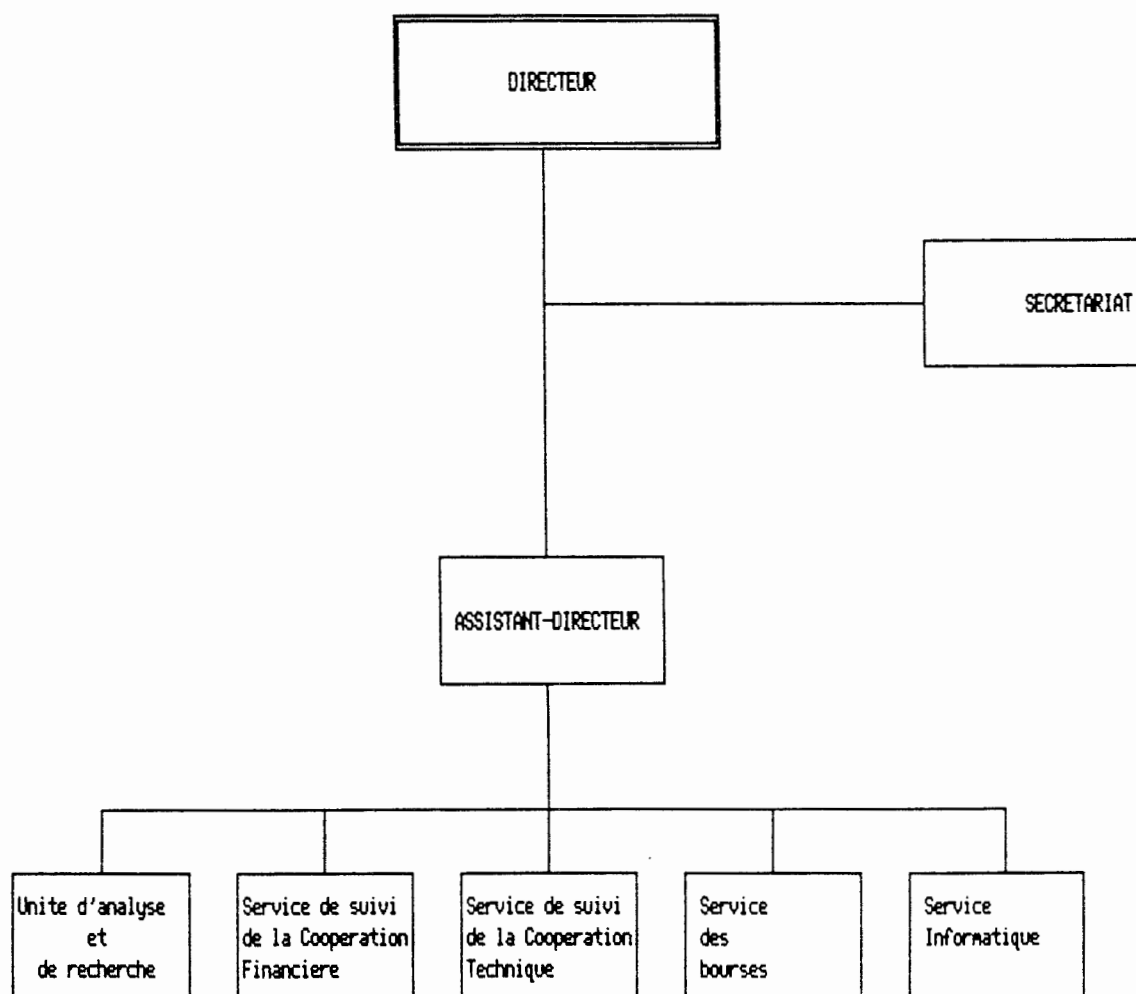 DIRECTEUR
SECRETARIAT
ASSISTANT-DIRECTEUR
Unite d'analyse
et
de recherche
Service de suivi
de la Cooperation
Financiere
Service de suivi
de la Cooperation
Technique
Service
des
bourses
Service
Informatique